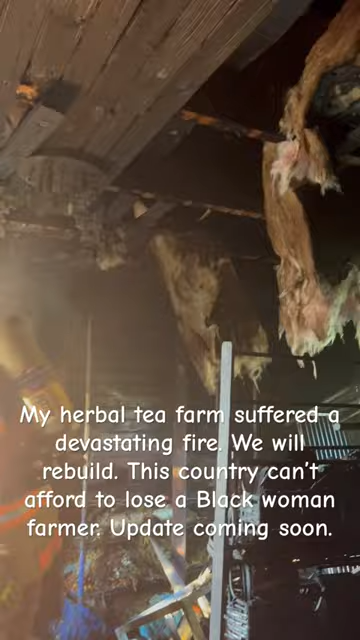 My herbal tea farm suffered a
devastating fire. We will
rebuild. This country can't
afford to lose a Black woman
farmer. Update coming soon.